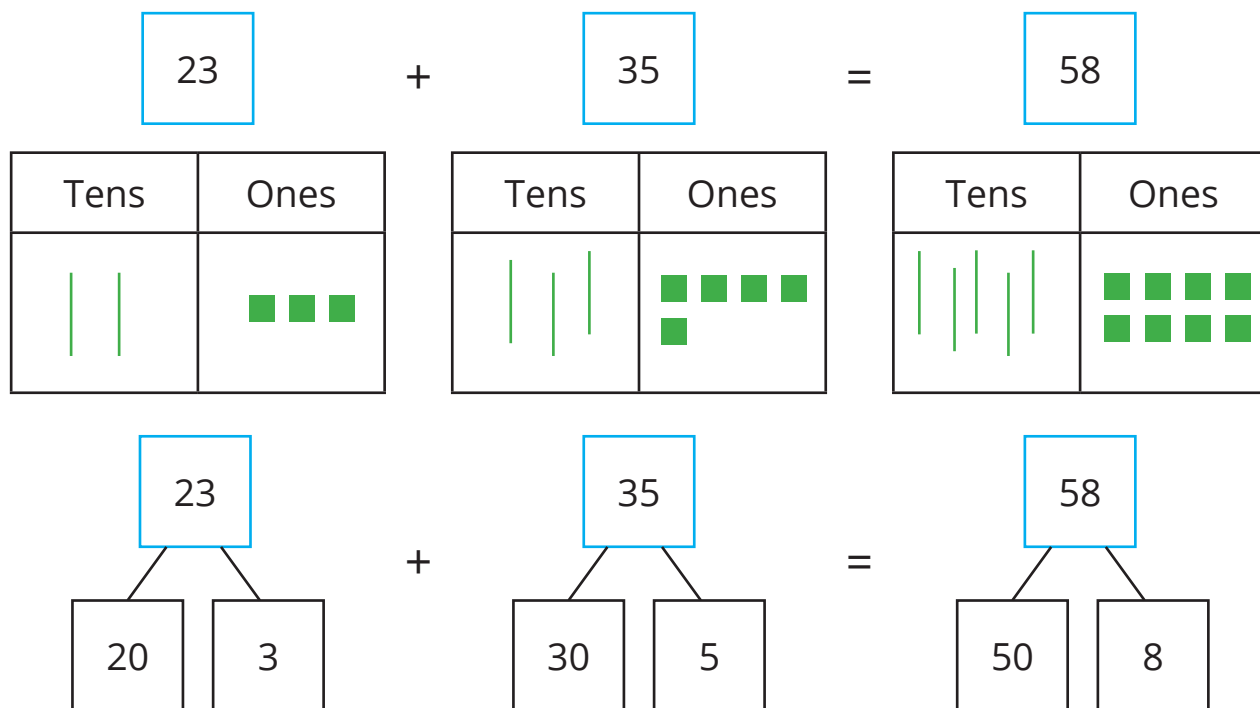 23 + 35 = 58
Tens Ones Tens Ones Tens Ones
23 + 35 = 58
20 3 30 5 50 8